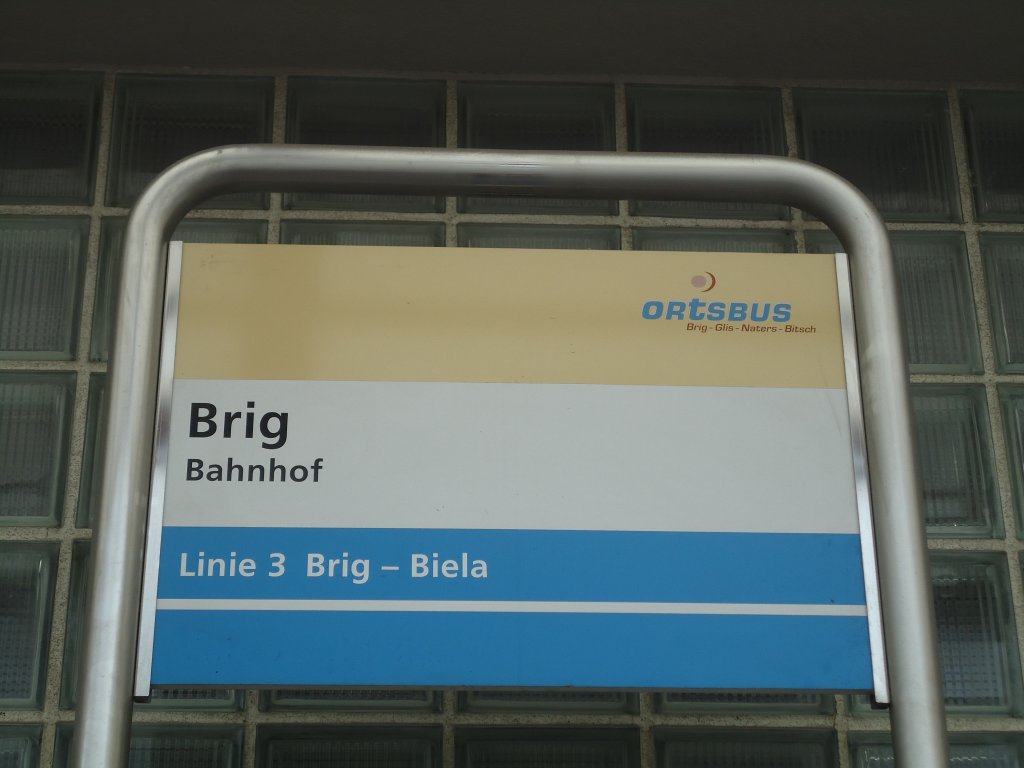 ORTSBUS
Brig - Glis - Naters - Bitsch
Brig
Bahnhof
Linie 3 Brig – Biela